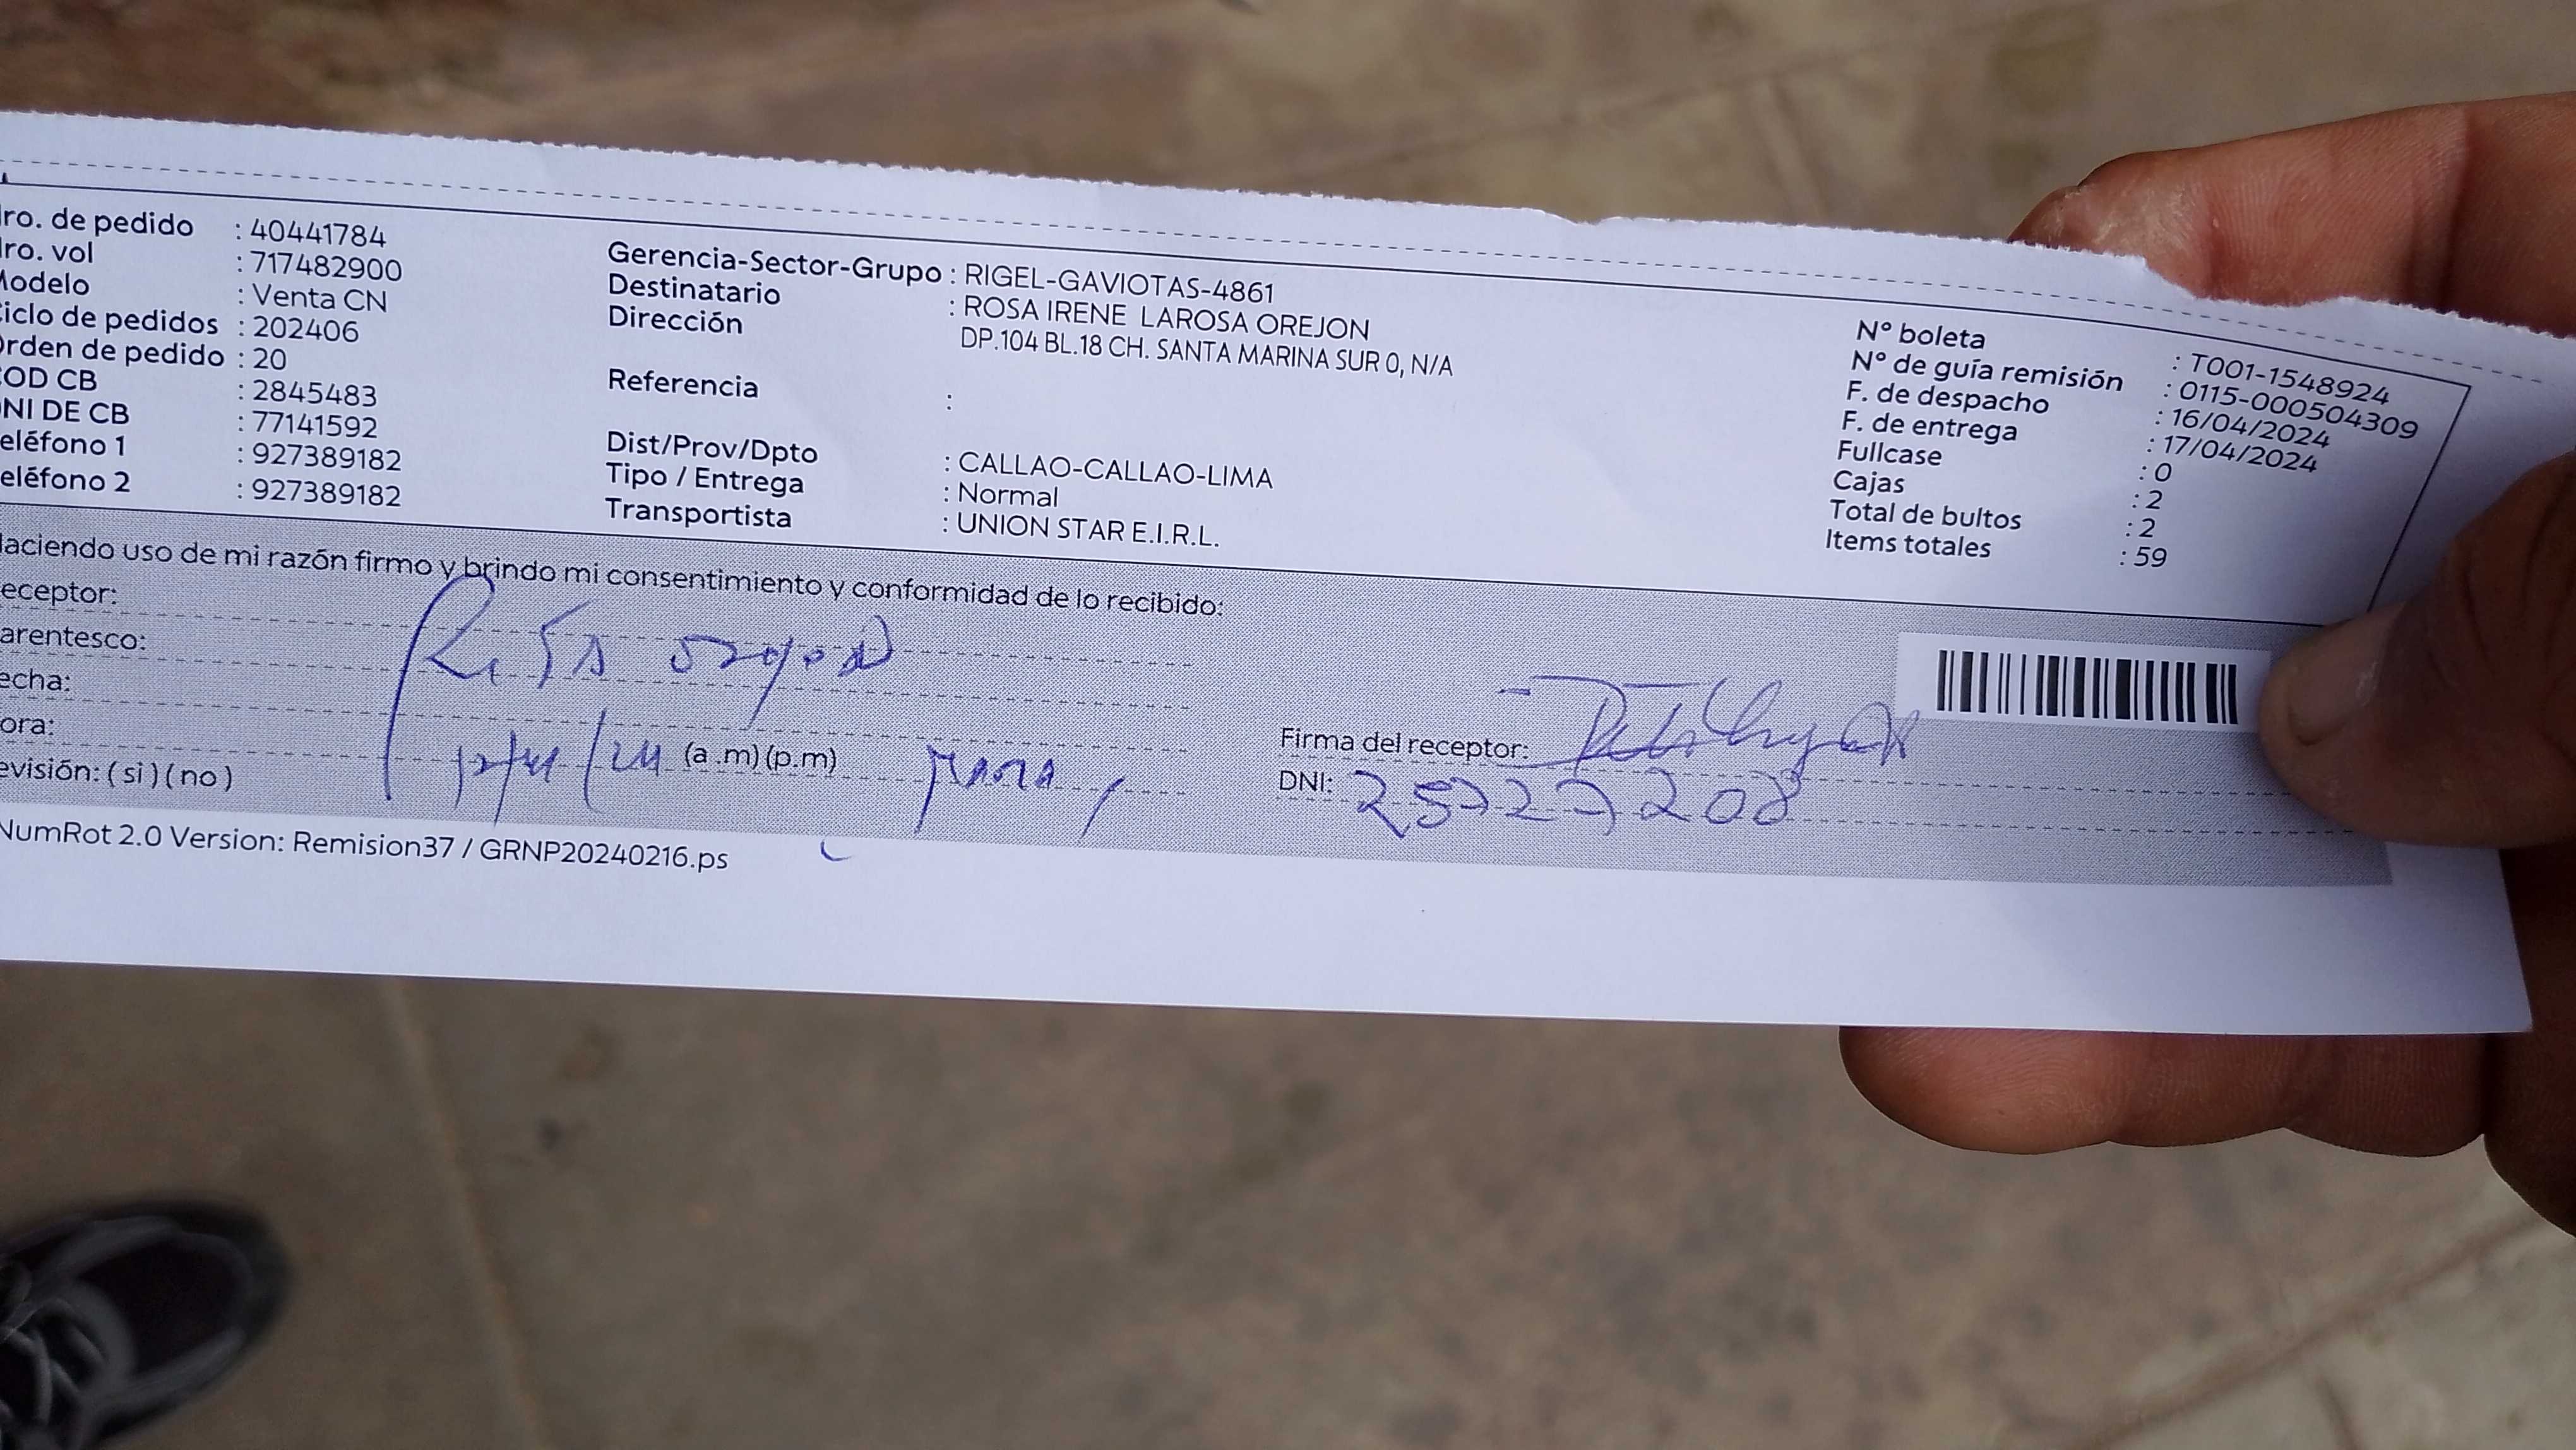 ro. de pedido : 40441784
ro. vol : 717482900
Modelo : Venta CN
iclo de pedidos : 202406
Orden de pedido : 20
COD CB : 2845483
NI DE CB : 77141592
eléfono 1 : 927389182
eléfono 2 : 927389182
Gerencia-Sector-Grupo : RIGEL-GAVIOTAS-4861
Destinatario : ROSA IRENE LAROSA OREJON
Dirección DP.104 BL.18 CH. SANTA MARINA SUR 0, N/A
Referencia :
Dist/Prov/Dpto : CALLAO-CALLAO-LIMA
Tipo / Entrega : Normal
Transportista : UNION STAR E.I.R.L.
N° boleta : T001-1548924
N° de guía remisión : 0115-000504309
F. de despacho : 16/04/2024
F. de entrega : 17/04/2024
Fullcase : 0
Cajas : 2
Total de bultos : 2
Items totales : 59
Haciendo uso de mi razón firmo y brindo mi consentimiento y conformidad de lo recibido:
eceptor:
arentesco:
echa:
ora: (a.m)(p.m)
evisión: ( si ) ( no )
Firma del receptor:
DNI: 25727208
NumRot 2.0 Version: Remision37 / GRNP20240216.ps